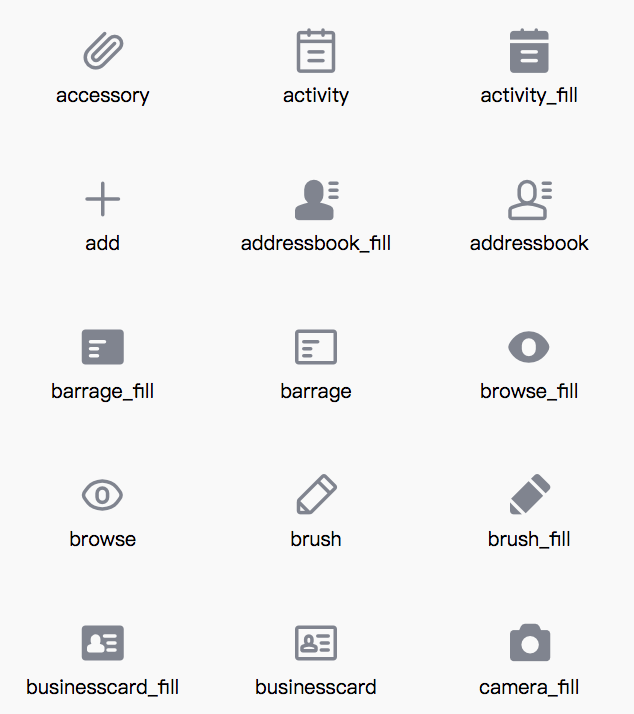 accessory
activity
activity_fill
add
addressbook_fill
addressbook
barrage_fill
barrage
browse_fill
browse
brush
brush_fill
businesscard_fill
businesscard
camera_fill